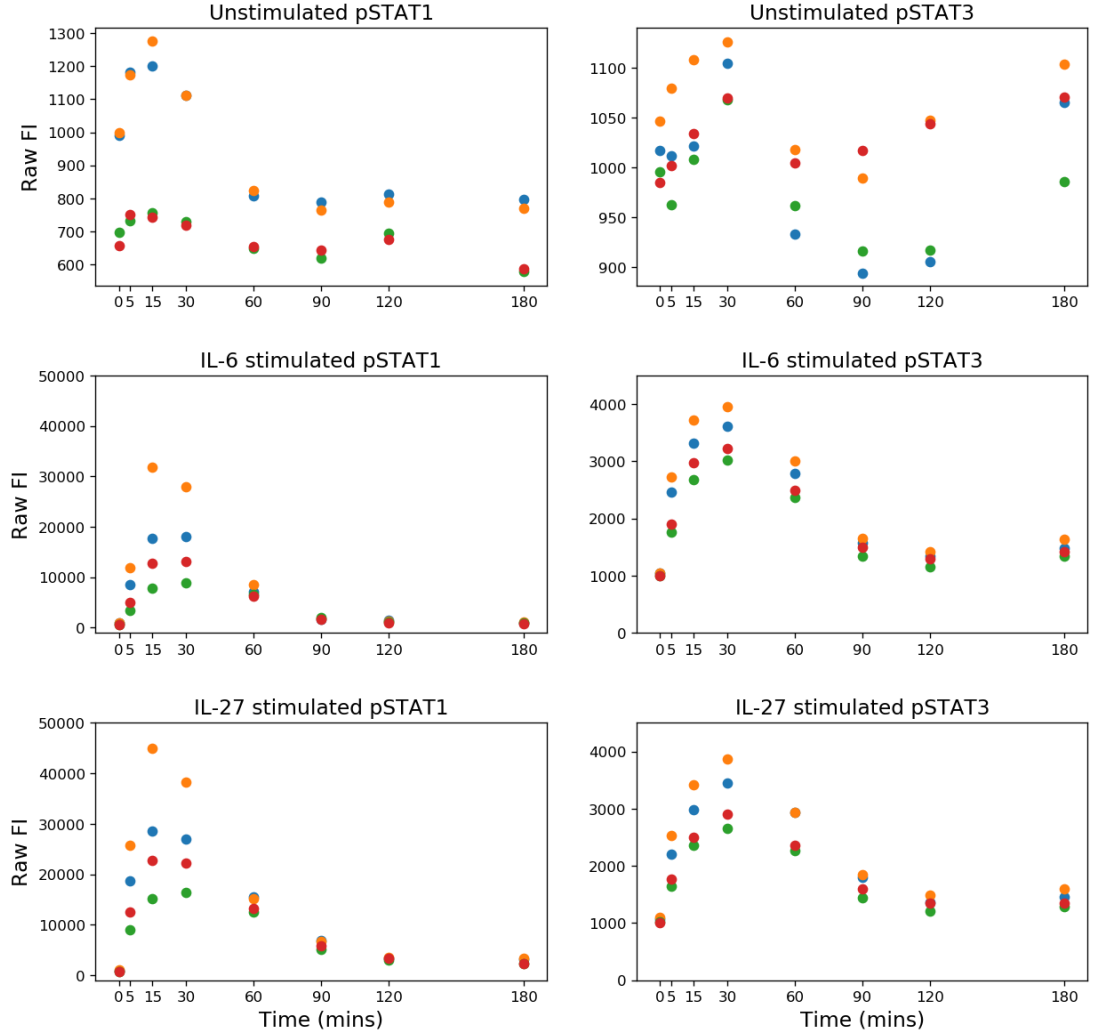 Unstimulated pSTAT1
Raw FI
1300
1200
1100
1000
900
800
700
600
0 5 15 30 60 90 120 180
Unstimulated pSTAT3
1100
1050
1000
950
900
0 5 15 30 60 90 120 180
IL-6 stimulated pSTAT1
Raw FI
50000
40000
30000
20000
10000
0
0 5 15 30 60 90 120 180
IL-6 stimulated pSTAT3
4000
3000
2000
1000
0
0 5 15 30 60 90 120 180
IL-27 stimulated pSTAT1
Raw FI
50000
40000
30000
20000
10000
0
0 5 15 30 60 90 120 180
Time (mins)
IL-27 stimulated pSTAT3
4000
3000
2000
1000
0
0 5 15 30 60 90 120 180
Time (mins)